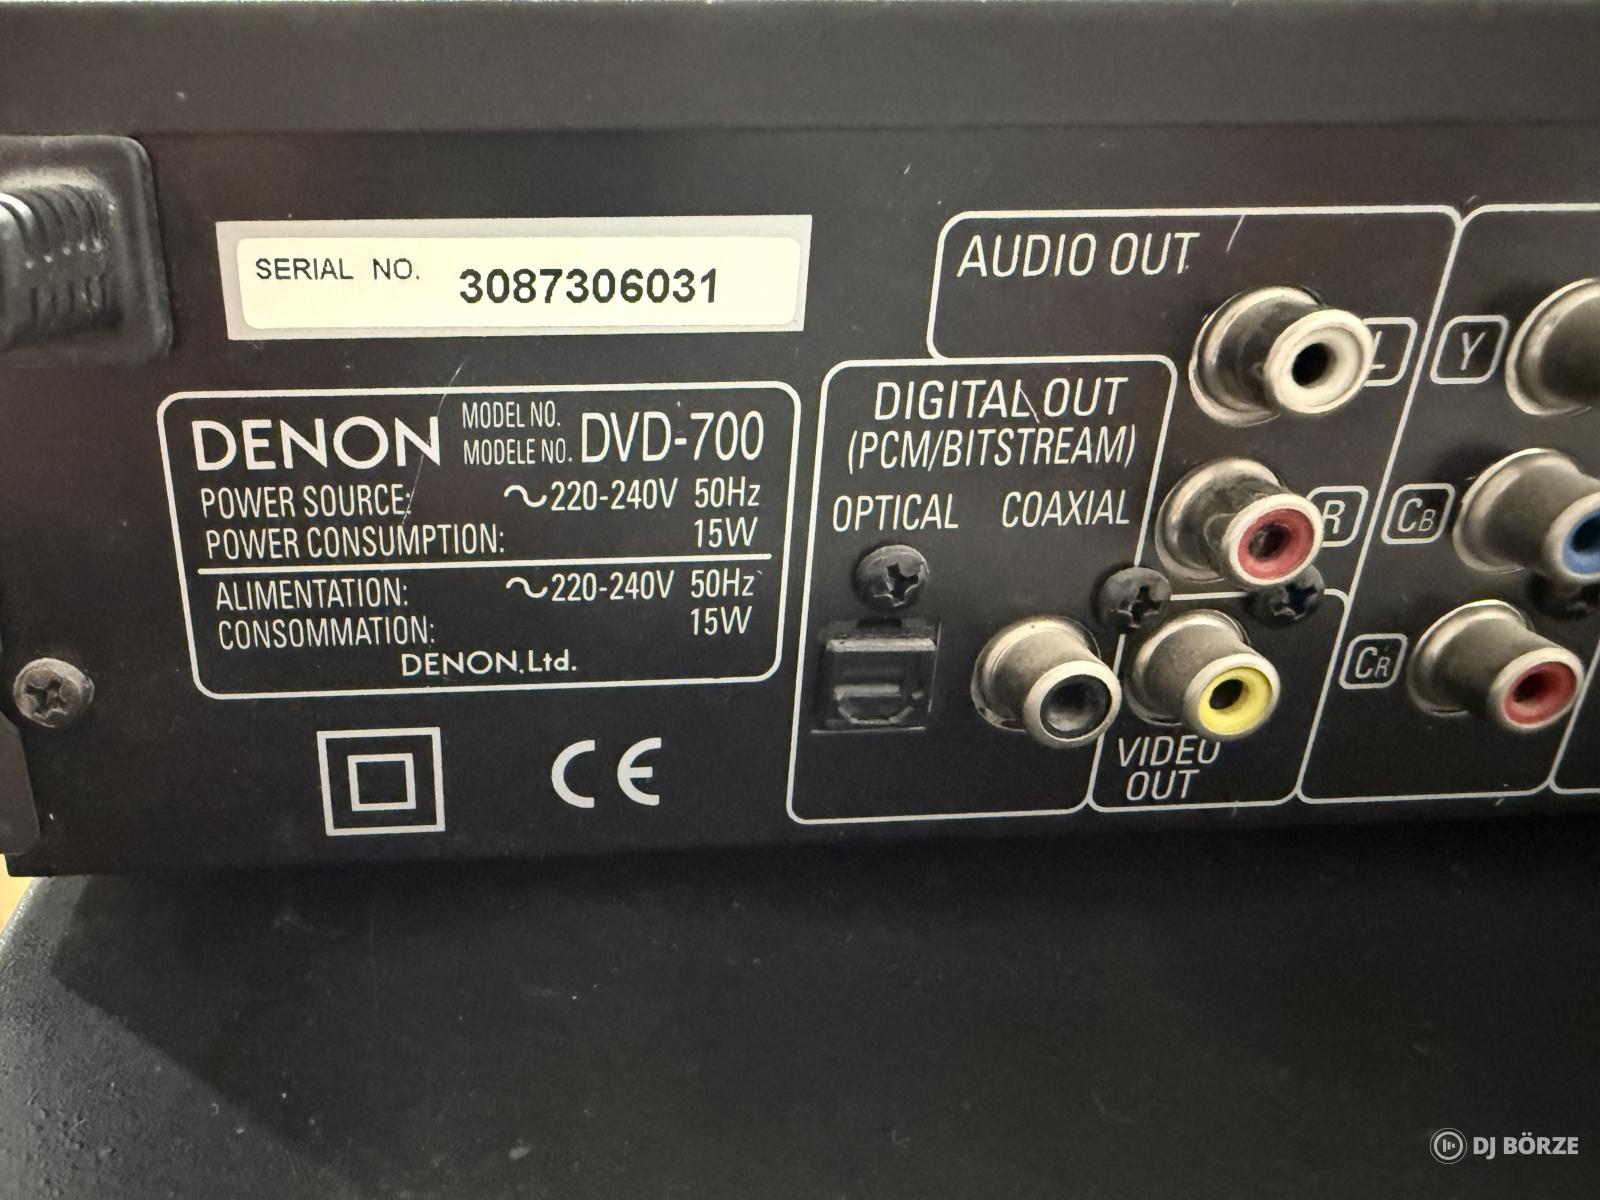 SERIAL NO. 3087306031
DENON MODEL NO. MODELE NO. DVD-700
POWER SOURCE: ~220-240V 50Hz
POWER CONSUMPTION: 15W
ALIMENTATION: ~220-240V 50Hz
CONSOMMATION: 15W
DENON.Ltd.
CE
AUDIO OUT
L
R
DIGITAL OUT
(PCM/BITSTREAM)
OPTICAL COAXIAL
VIDEO
OUT
Y
CB
CR
DJ BÖRZE